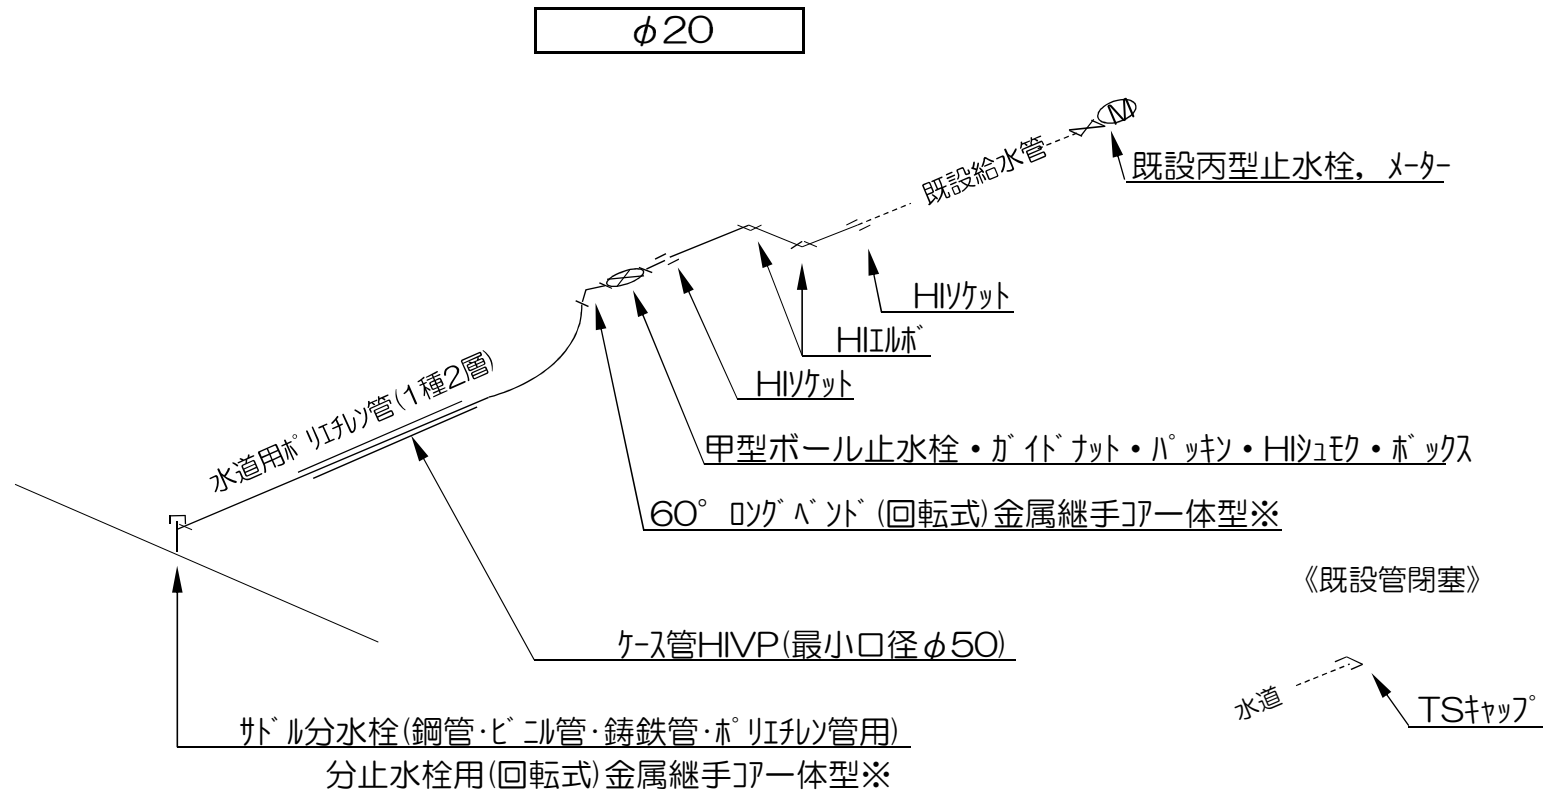 φ20
既設給水管
既設丙型止水栓，ﾒｰﾀｰ
HIｿｹｯﾄ
HIｴﾙﾎﾞ
HIｿｹｯﾄ
水道用ﾎﾟﾘｴﾁﾚﾝ管(1種2層)
甲型ボール止水栓・ｶﾞｲﾄﾞﾅｯﾄ・ﾊﾟｯｷﾝ・HIｼｭﾓｸ・ﾎﾞｯｸｽ
60°ﾛﾝｸﾞﾍﾞﾝﾄﾞ(回転式)金属継手ｺｱ一体型※
《既設管閉塞》
ｹｰｽ管HIVP(最小口径φ50)
水道
TSｷｬｯﾌﾟ
ｻﾄﾞﾙ分水栓(鋼管･ﾋﾞﾆﾙ管･鋳鉄管･ﾎﾟﾘｴﾁﾚﾝ管用)
分止水栓用(回転式)金属継手ｺｱ一体型※
M